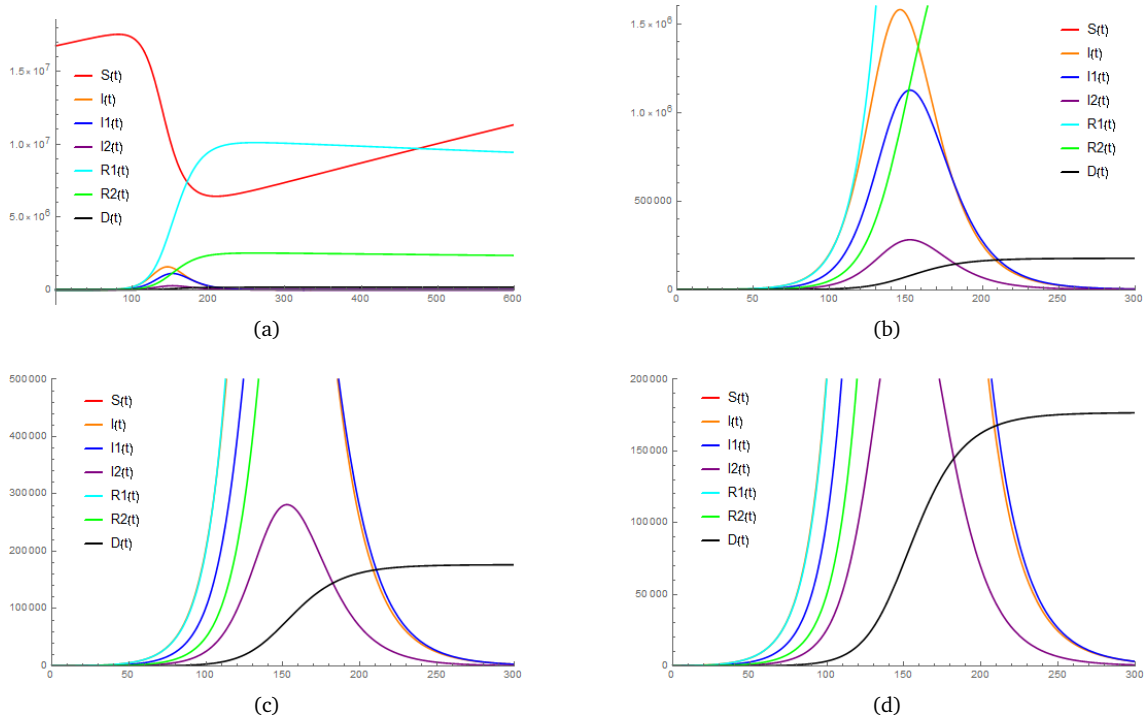 1.5×10^7
1.0×10^7
5.0×10^6
0
100 200 300 400 500 600
S(t)
I(t)
I1(t)
I2(t)
R1(t)
R2(t)
D(t)
(a)
1.5×10^6
1.×10^6
500000
0
0 50 100 150 200 250 300
S(t)
I(t)
I1(t)
I2(t)
R1(t)
R2(t)
D(t)
(b)
500000
400000
300000
200000
100000
0
0 50 100 150 200 250 300
S(t)
I(t)
I1(t)
I2(t)
R1(t)
R2(t)
D(t)
(c)
200000
150000
100000
50000
0
0 50 100 150 200 250 300
S(t)
I(t)
I1(t)
I2(t)
R1(t)
R2(t)
D(t)
(d)